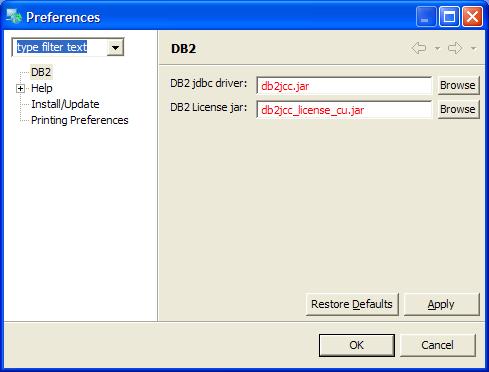 Preferences
type filter text
DB2
Help
Install/Update
Printing Preferences
DB2
DB2 jdbc driver: db2jcc.jar Browse
DB2 License jar: db2jcc_license_cu.jar Browse
Restore Defaults Apply
OK Cancel